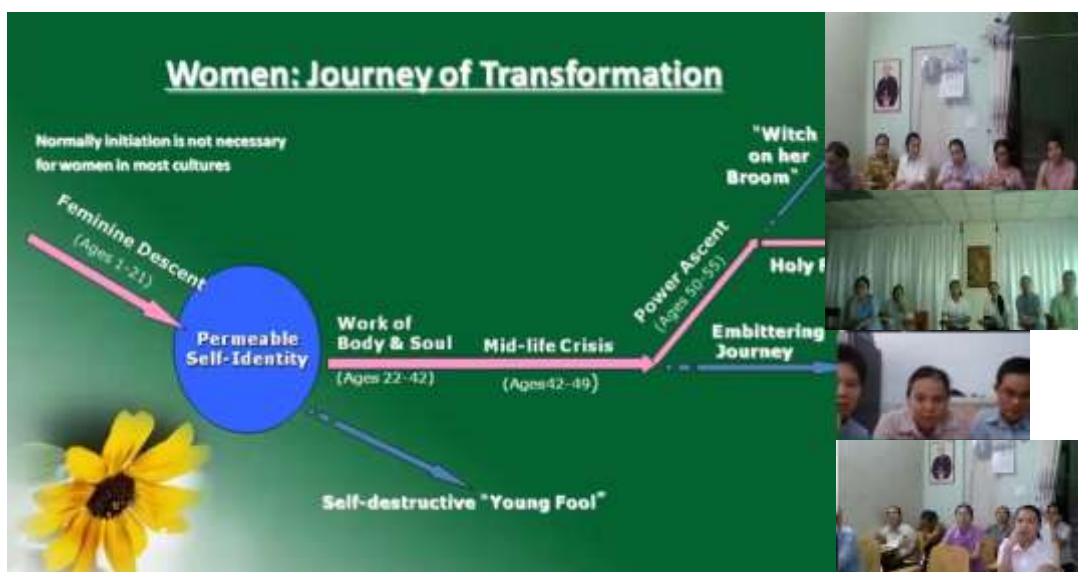 Women: Journey of Transformation
Normally initiation is not necessary
for women in most cultures
Feminine Descent
(Ages 1-21)
Permeable
Self-Identity
Work of
Body & Soul
(Ages 22-42)
Mid-life Crisis
(Ages42-49)
Power Ascent
(Ages 50-55)
"Witch
on her
Broom"
Holy
Embittering
Journey
Self-destructive "Young Fool"